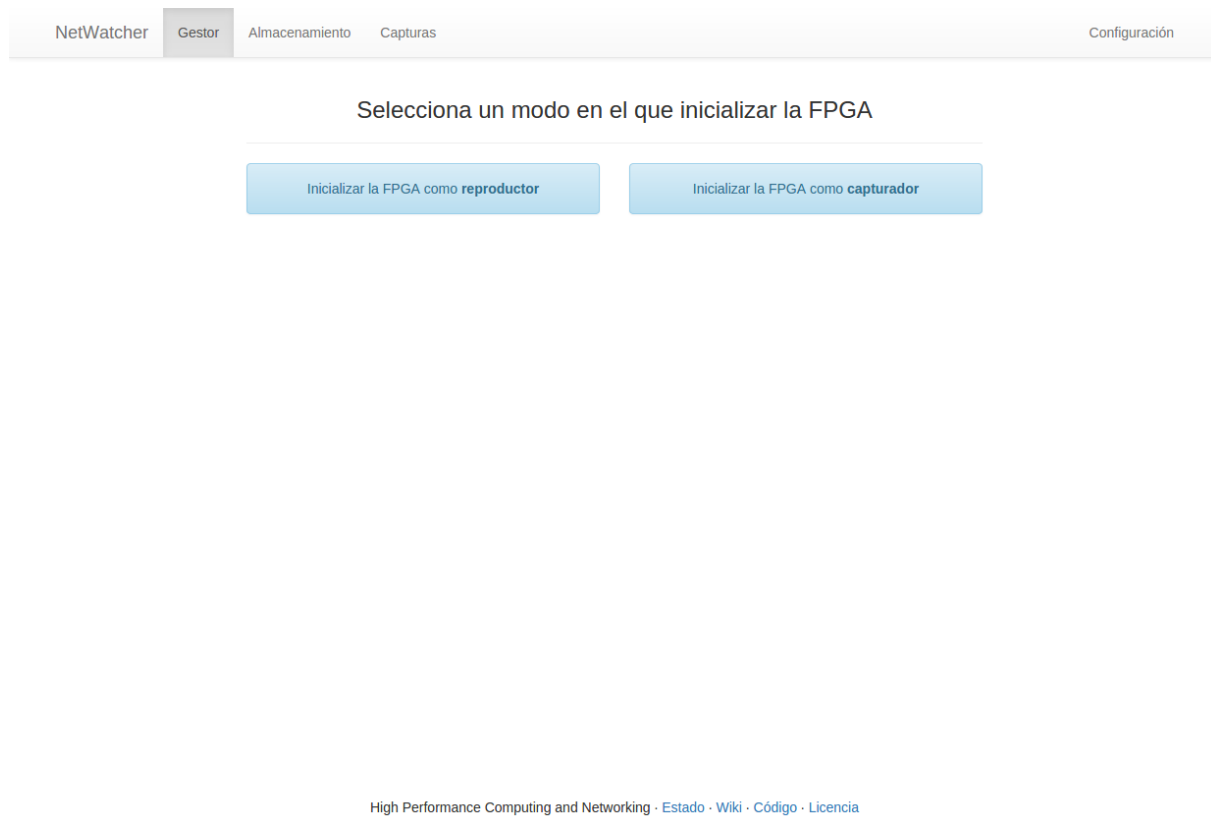 NetWatcher Gestor Almacenamiento Capturas Configuración
Selecciona un modo en el que inicializar la FPGA
Inicializar la FPGA como reproductor
Inicializar la FPGA como capturador
High Performance Computing and Networking · Estado · Wiki · Código · Licencia